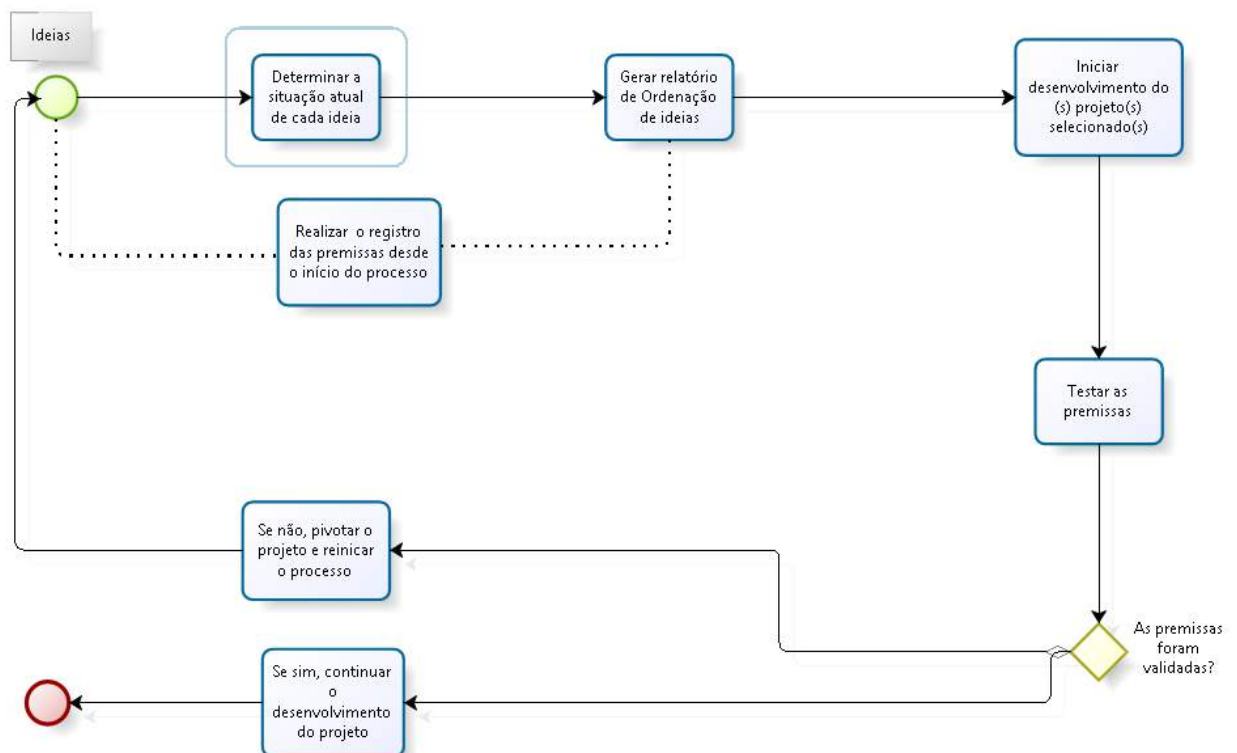 Ideias
Determinar a
situação atual
de cada ideia
Gerar relatório
de Ordenação
de ideias
Iniciar
desenvolvimento do
(s) projeto(s)
selecionado(s)
Realizar o registro
das premissas desde
o início do processo
Testar as
premissas
Se não, pivotar o
projeto e reinicar
o processo
As premissas
foram
validadas?
Se sim, continuar
o
desenvolvimento
do projeto